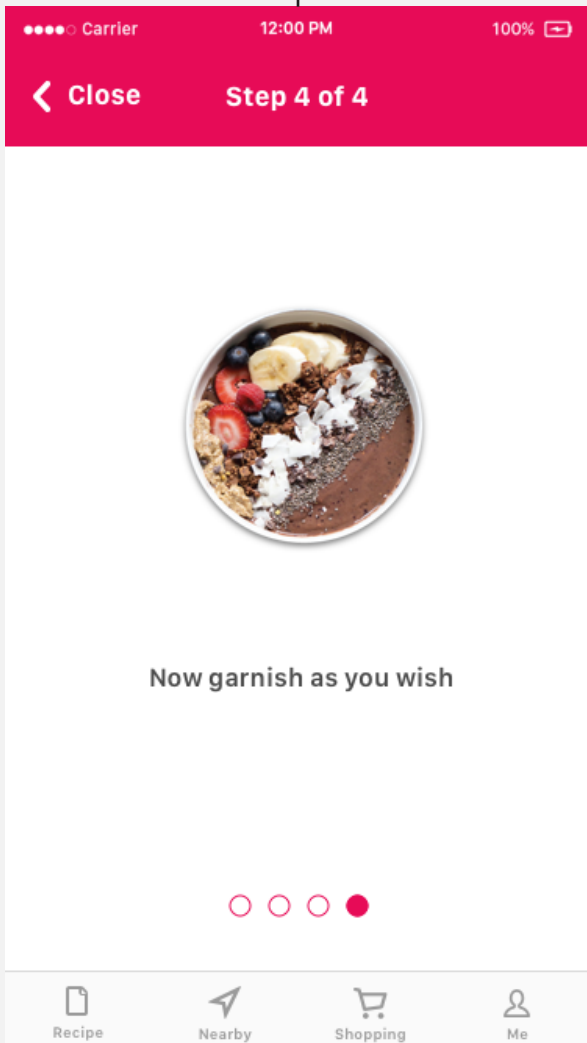 Carrier 12:00 PM 100%
Close Step 4 of 4
Now garnish as you wish
Recipe Nearby Shopping Me